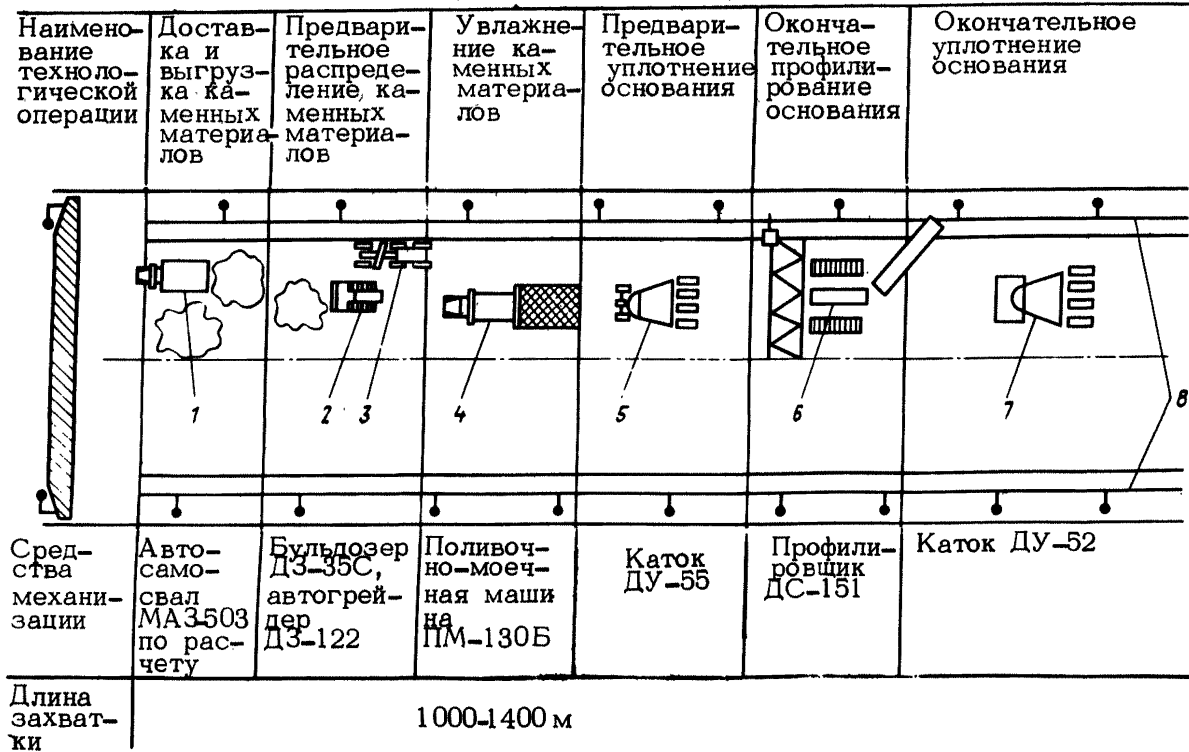 Наимено-
вание
техноло-
гической
операции
Достав-
ка и
выгруз-
ка ка-
менных
материа-
лов
Предвари-
тельное
распреде-
ление, ка-
менных
материа-
лов
Увлажне-
ние ка-
менных
материа-
лов
Предвари-
тельное
уплотнение
основания
Оконча-
тельное
профили-
рование
основания
Окончательное
уплотнение
основания
1
2
3
4
5
6
7
8
Сред-
ства
механи-
зации
Авто-
само-
свал
МАЗ-503
по рас-
чету
Бульдозер
ДЗ-35С,
автогрей-
дер
ДЗ-122
Поливоч-
но-моеч-
ная маши
на
ПМ-130Б
Каток
ДУ-55
Профили-
ровщик
ДС-151
Каток ДУ-52
Длина
захват-
ки
1000-1400 м